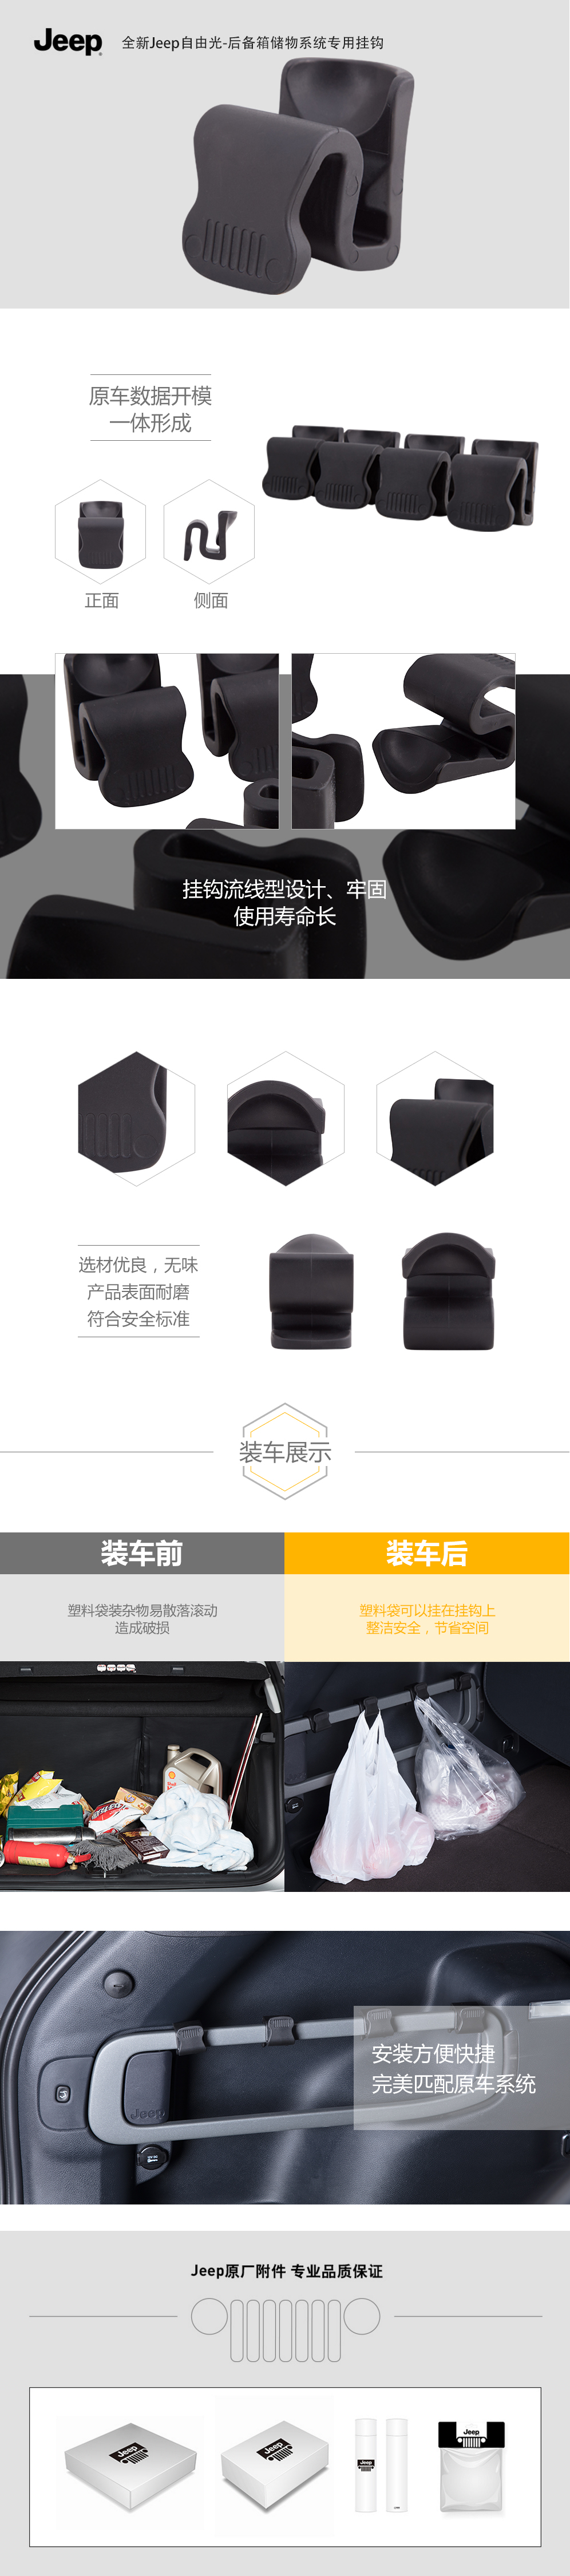 Jeep
全新Jeep自由光-后备箱储物系统专用挂钩
原车数据开模
一体形成
正面
侧面
挂钩流线型设计、牢固
使用寿命长
选材优良，无味
产品表面耐磨
符合安全标准
装车展示
装车前
装车后
塑料袋装杂物易散落滚动
造成破损
塑料袋可以挂在挂钩上
整洁安全，节省空间
安装方便快捷
完美匹配原车系统
Jeep
Jeep原厂附件 专业品质保证
Jeep
Jeep
Jeep
Jeep